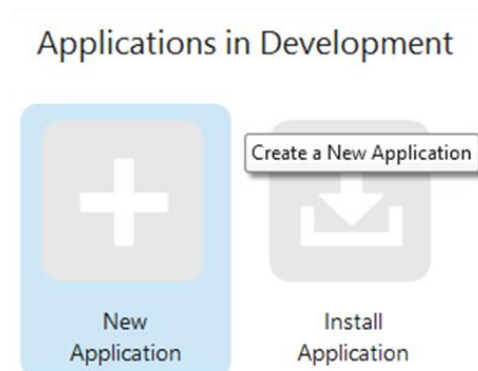 Applications in Development
Create a New Application
New
Application
Install
Application